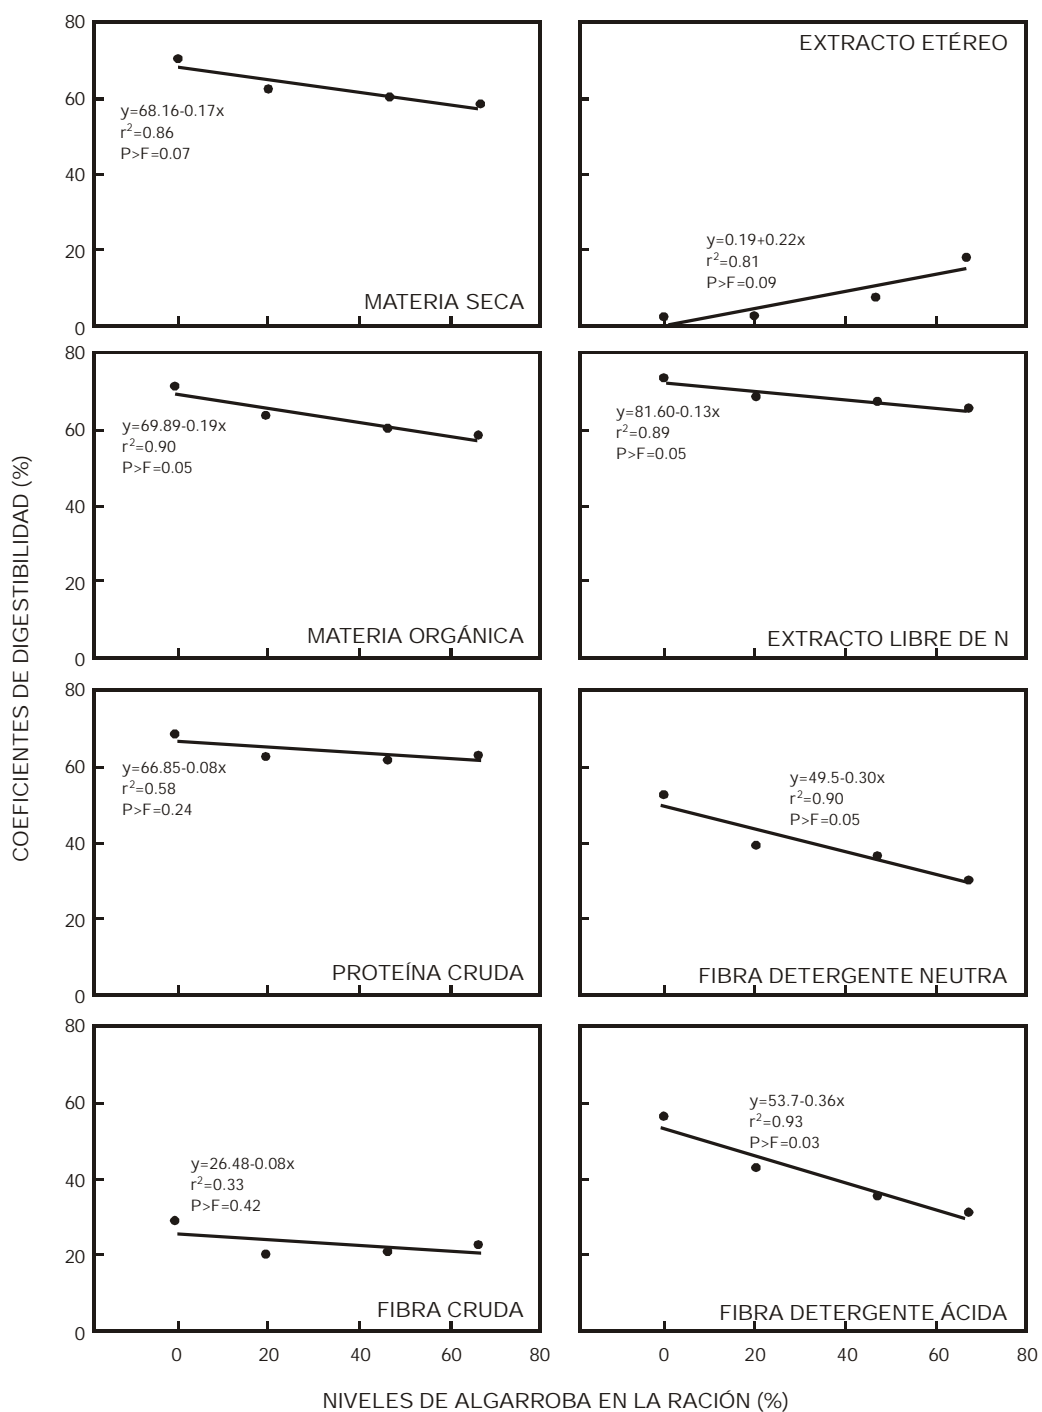 COEFICIENTES DE DIGESTIBILIDAD (%)
80
60
40
20
0
y=68.16-0.17x
r²=0.86
P>F=0.07
MATERIA SECA
EXTRACTO ETÉREO
y=0.19+0.22x
r²=0.81
P>F=0.09
80
60
40
20
0
y=69.89-0.19x
r²=0.90
P>F=0.05
MATERIA ORGÁNICA
y=81.60-0.13x
r²=0.89
P>F=0.05
EXTRACTO LIBRE DE N
80
60
40
20
0
y=66.85-0.08x
r²=0.58
P>F=0.24
PROTEÍNA CRUDA
y=49.5-0.30x
r²=0.90
P>F=0.05
FIBRA DETERGENTE NEUTRA
80
60
40
20
0
y=26.48-0.08x
r²=0.33
P>F=0.42
FIBRA CRUDA
y=53.7-0.36x
r²=0.93
P>F=0.03
FIBRA DETERGENTE ÁCIDA
0 20 40 60 80
0 20 40 60 80
NIVELES DE ALGARROBA EN LA RACIÓN (%)